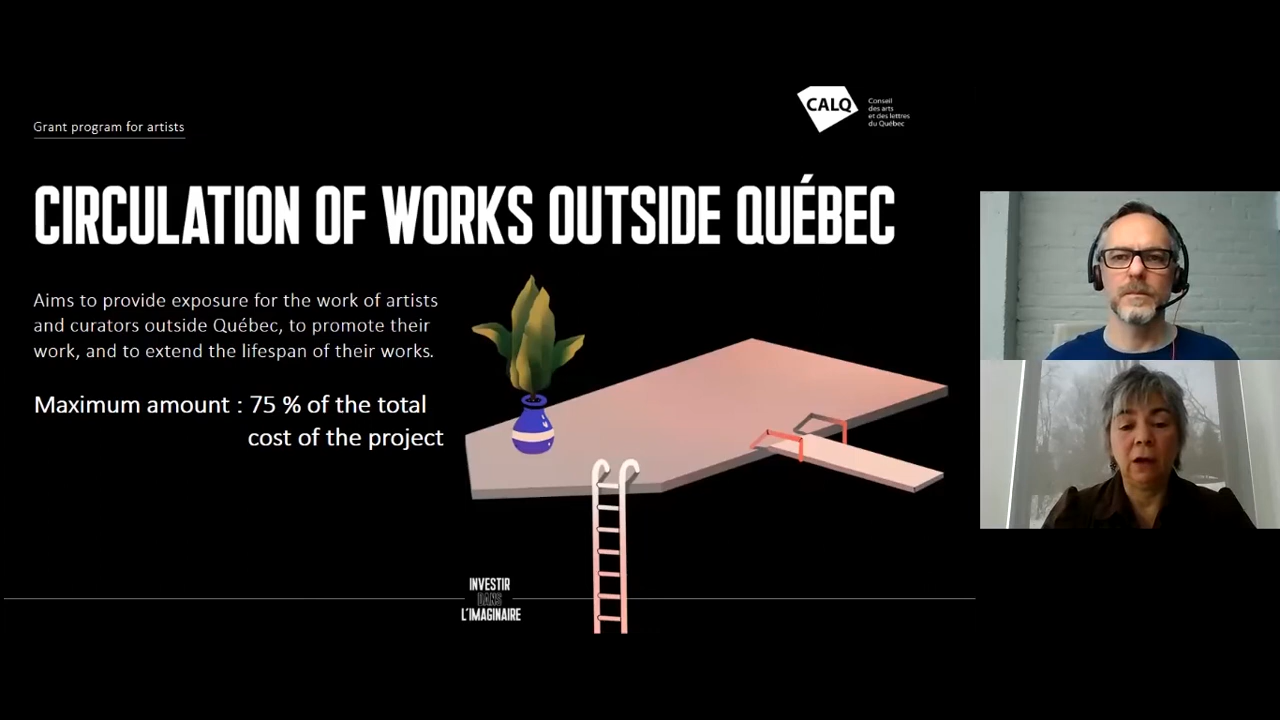 CALQ
Conseil
des arts
et des lettres
du Québec
Grant program for artists
CIRCULATION OF WORKS OUTSIDE QUÉBEC
Aims to provide exposure for the work of artists
and curators outside Québec, to promote their
work, and to extend the lifespan of their works.
Maximum amount : 75 % of the total
cost of the project
INVESTIR
DANS
L'IMAGINAIRE